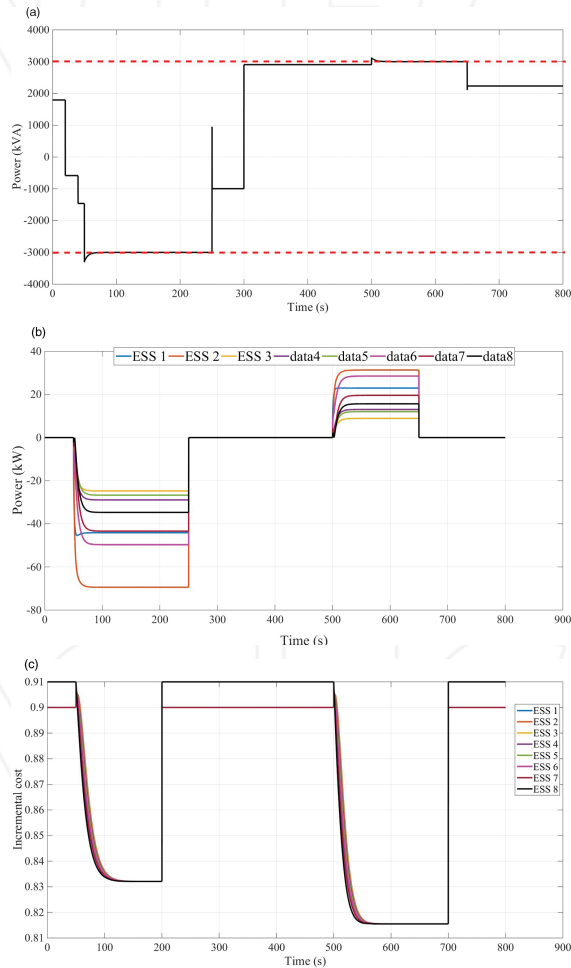 (a)
4000
3000
2000
1000
0
-1000
-2000
-3000
-4000
Power (kVA)
0 100 200 300 400 500 600 700 800
Time (s)
(b)
ESS 1 ESS 2 ESS 3 data4 data5 data6 data7 data8
40
20
0
-20
-40
-60
-80
Power (kW)
0 100 200 300 400 500 600 700 800 900
Time (s)
(c)
0.91
0.9
0.89
0.88
0.87
0.86
0.85
0.84
0.83
0.82
0.81
Incremental cost
ESS 1
ESS 2
ESS 3
ESS 4
ESS 5
ESS 6
ESS 7
ESS 8
0 100 200 300 400 500 600 700 800 900
Time (s)